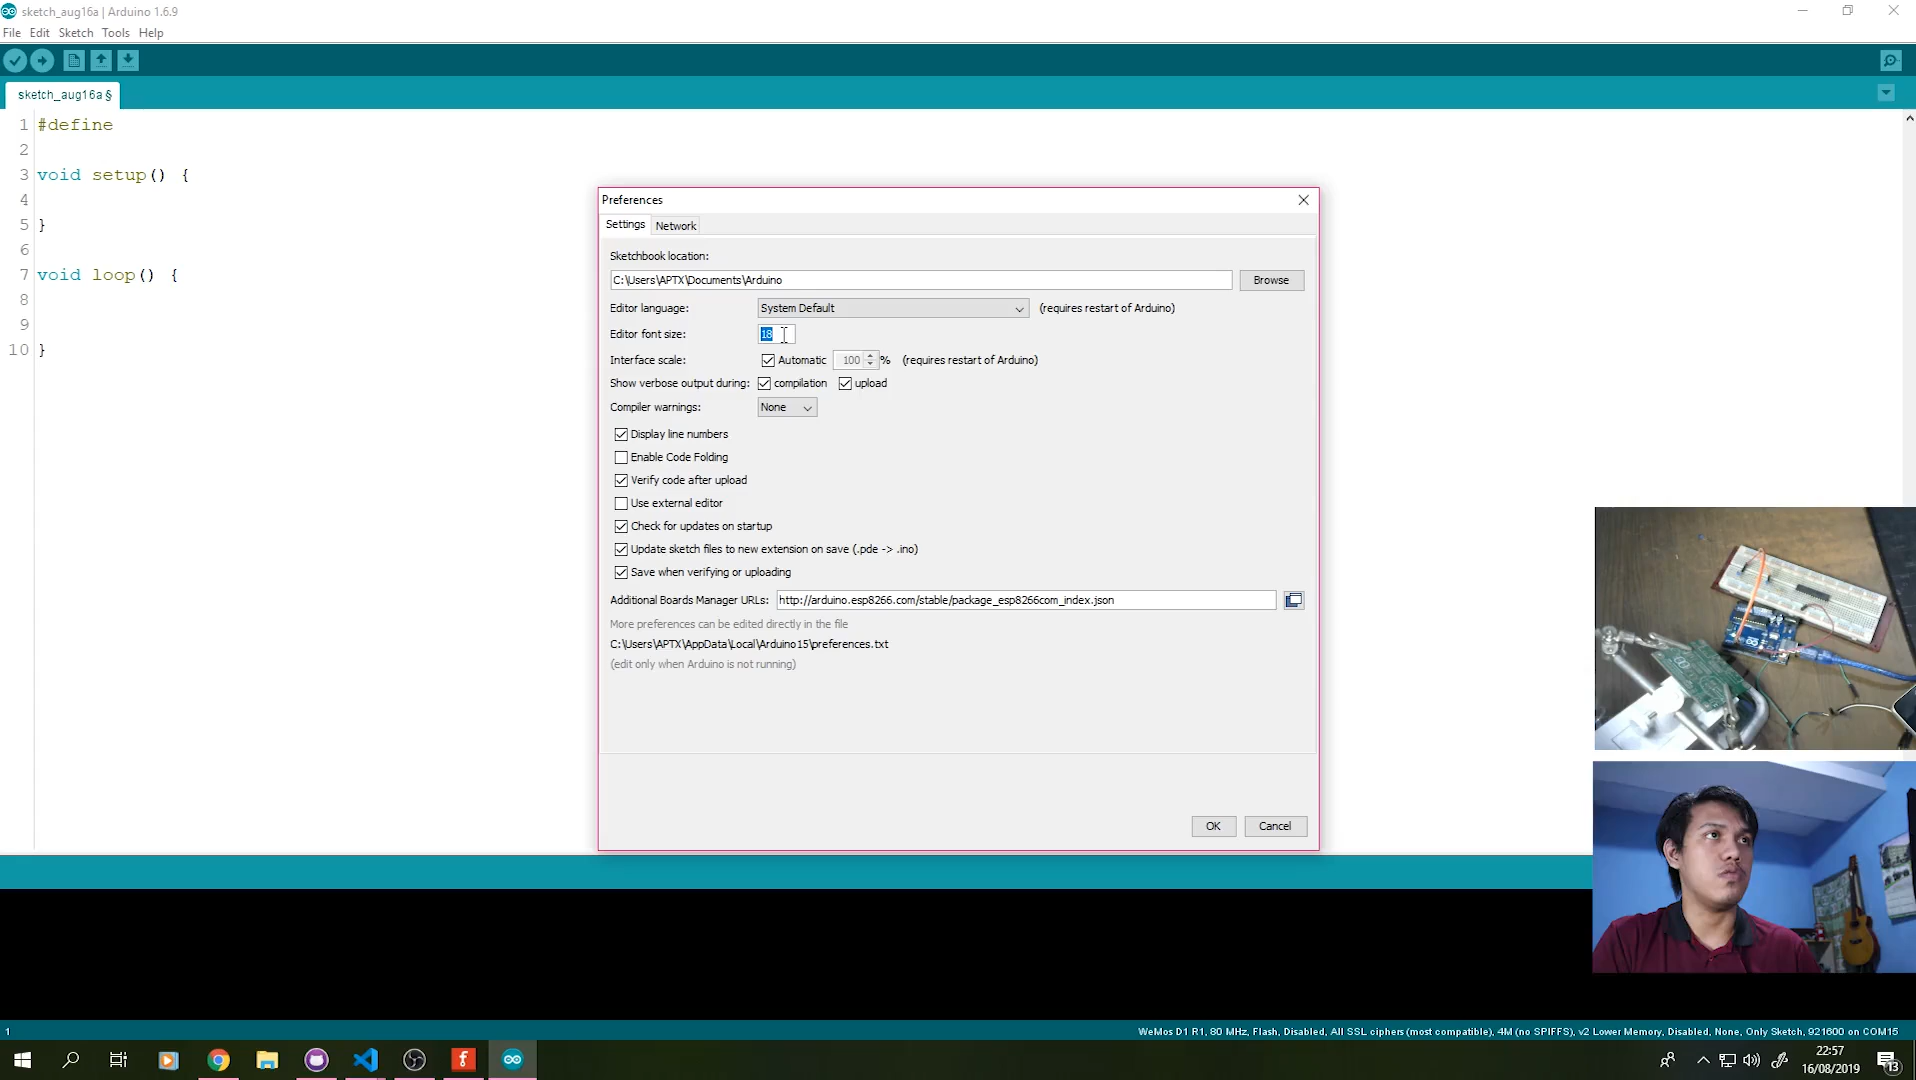 sketch_aug16a | Arduino 1.6.9
File Edit Sketch Tools Help
sketch_aug16a §
1 #define
2
3 void setup() {
4
5 }
6
7 void loop() {
8
9
10 }
Preferences
Settings Network
Sketchbook location:
C:\Users\APTX\Documents\Arduino Browse
Editor language: System Default (requires restart of Arduino)
Editor font size: 18
Interface scale: Automatic 100 % (requires restart of Arduino)
Show verbose output during: compilation upload
Compiler warnings: None
Display line numbers
Enable Code Folding
Verify code after upload
Use external editor
Check for updates on startup
Update sketch files to new extension on save (.pde -> .ino)
Save when verifying or uploading
Additional Boards Manager URLs: http://arduino.esp8266.com/stable/package_esp8266com_index.json
More preferences can be edited directly in the file
C:\Users\APTX\AppData\Local\Arduino15\preferences.txt
(edit only when Arduino is not running)
OK Cancel
1 WeMos D1 R1, 80 MHz, Flash, Disabled, All SSL ciphers (most compatible), 4M (no SPIFFS), v2 Lower Memory, Disabled, None, Only Sketch, 921600 on COM15
22:57
16/08/2019
13